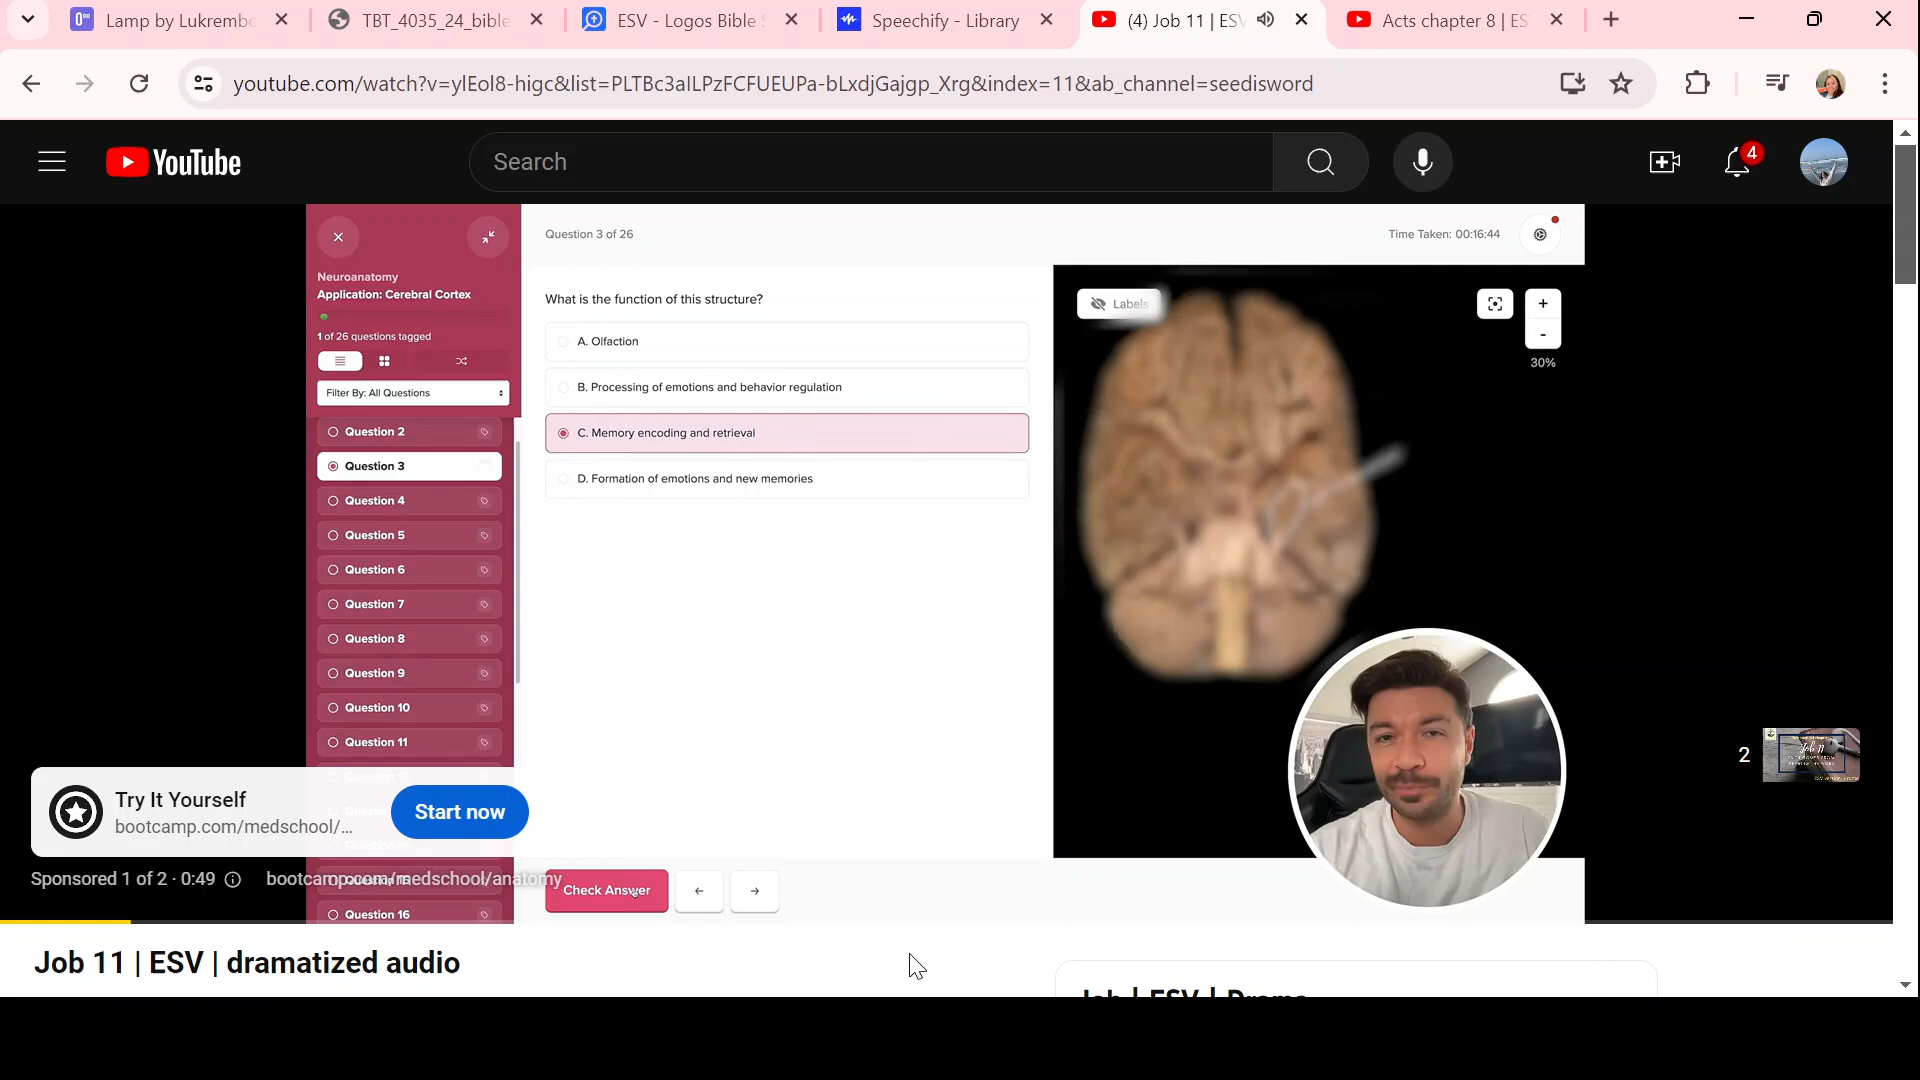 Lamp by Lukrembo
TBT_4035_24_bible
ESV - Logos Bible S
Speechify - Library
(4) Job 11 | ESV
Acts chapter 8 | ES
youtube.com/watch?v=ylEol8-higc&list=PLTBc3aILPzFCFUEUPa-bLxdjGajgp_Xrg&index=11&ab_channel=seedisword
YouTube
Search
4
Question 3 of 26
Time Taken: 00:16:44
Neuroanatomy
Application: Cerebral Cortex
1 of 26 questions tagged
Filter By: All Questions
Question 2
Question 3
Question 4
Question 5
Question 6
Question 7
Question 8
Question 9
Question 10
Question 11
Question 16
What is the function of this structure?
A. Olfaction
B. Processing of emotions and behavior regulation
C. Memory encoding and retrieval
D. Formation of emotions and new memories
Labels
+
-
30%
Check Answer
2
Job 11
Try It Yourself
bootcamp.com/medschool/...
Start now
Sponsored 1 of 2 · 0:49
bootcamp.com/medschool/anatomy
Job 11 | ESV | dramatized audio
Job | ESV | Drama